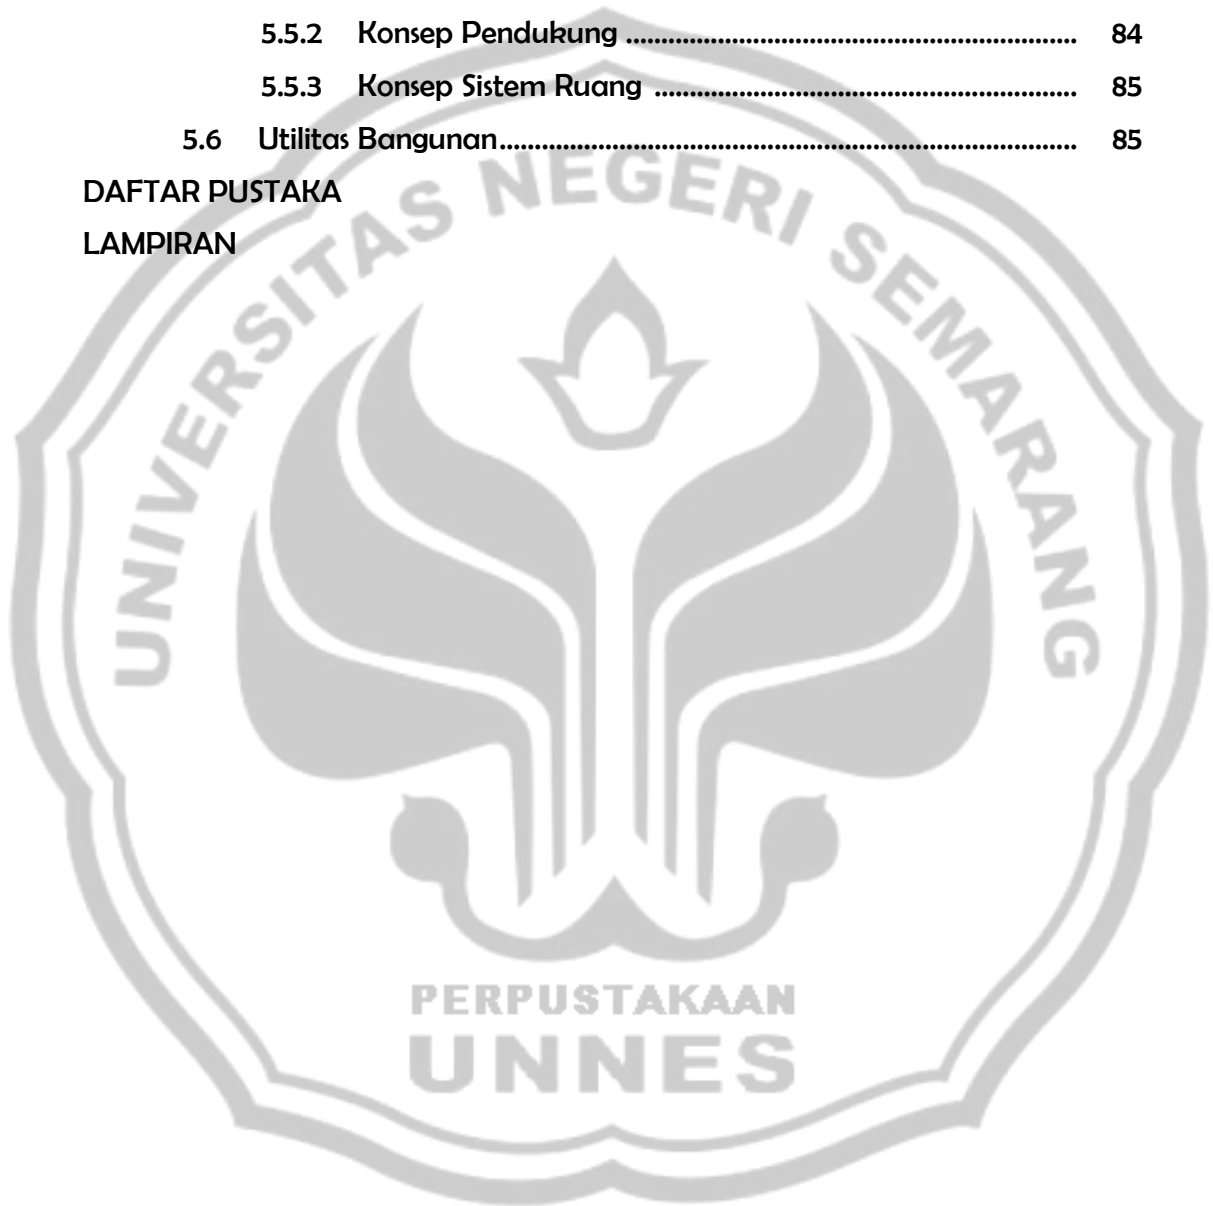 5.5.2 Konsep Pendukung ................................................................ 84
5.5.3 Konsep Sistem Ruang ............................................................ 85
5.6 Utilitas Bangunan.................................................................................. 85
DAFTAR PUSTAKA
LAMPIRAN
UNIVERSITAS NEGERI SEMARANG
PERPUSTAKAAN
UNNES